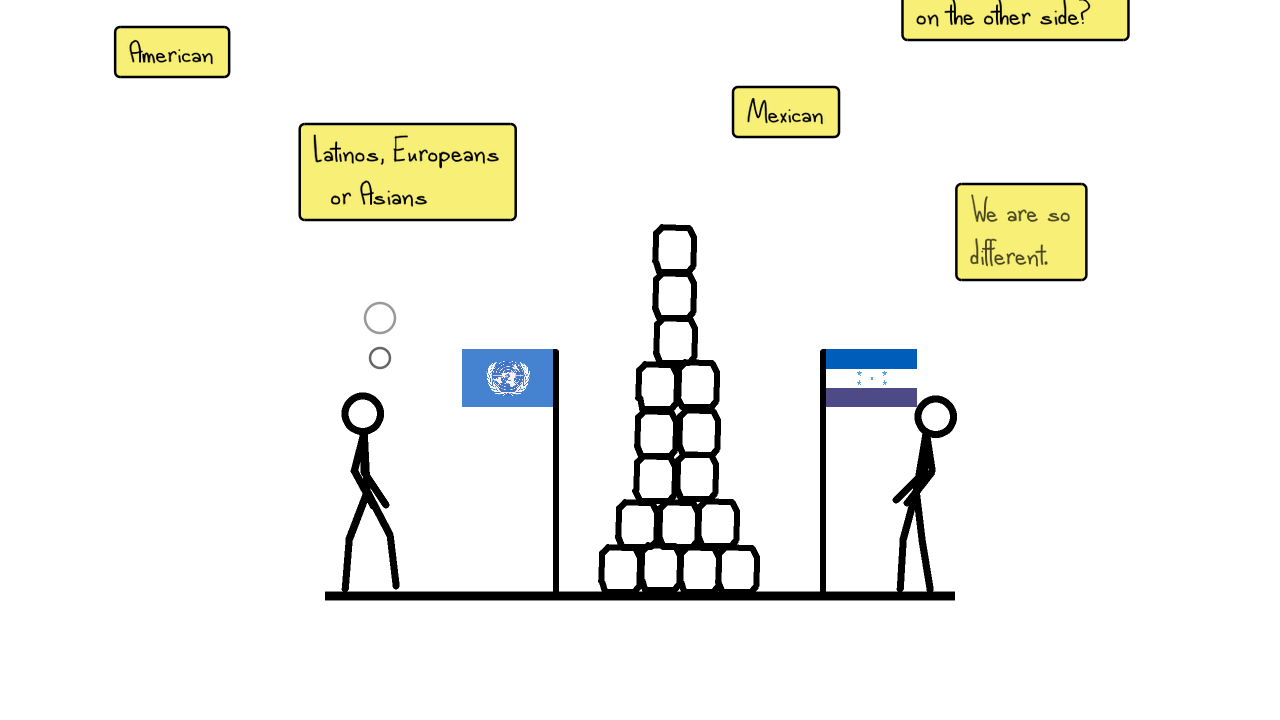 on the other side?
American
Mexican
Latinos, Europeans
or Asians
We are so
different.